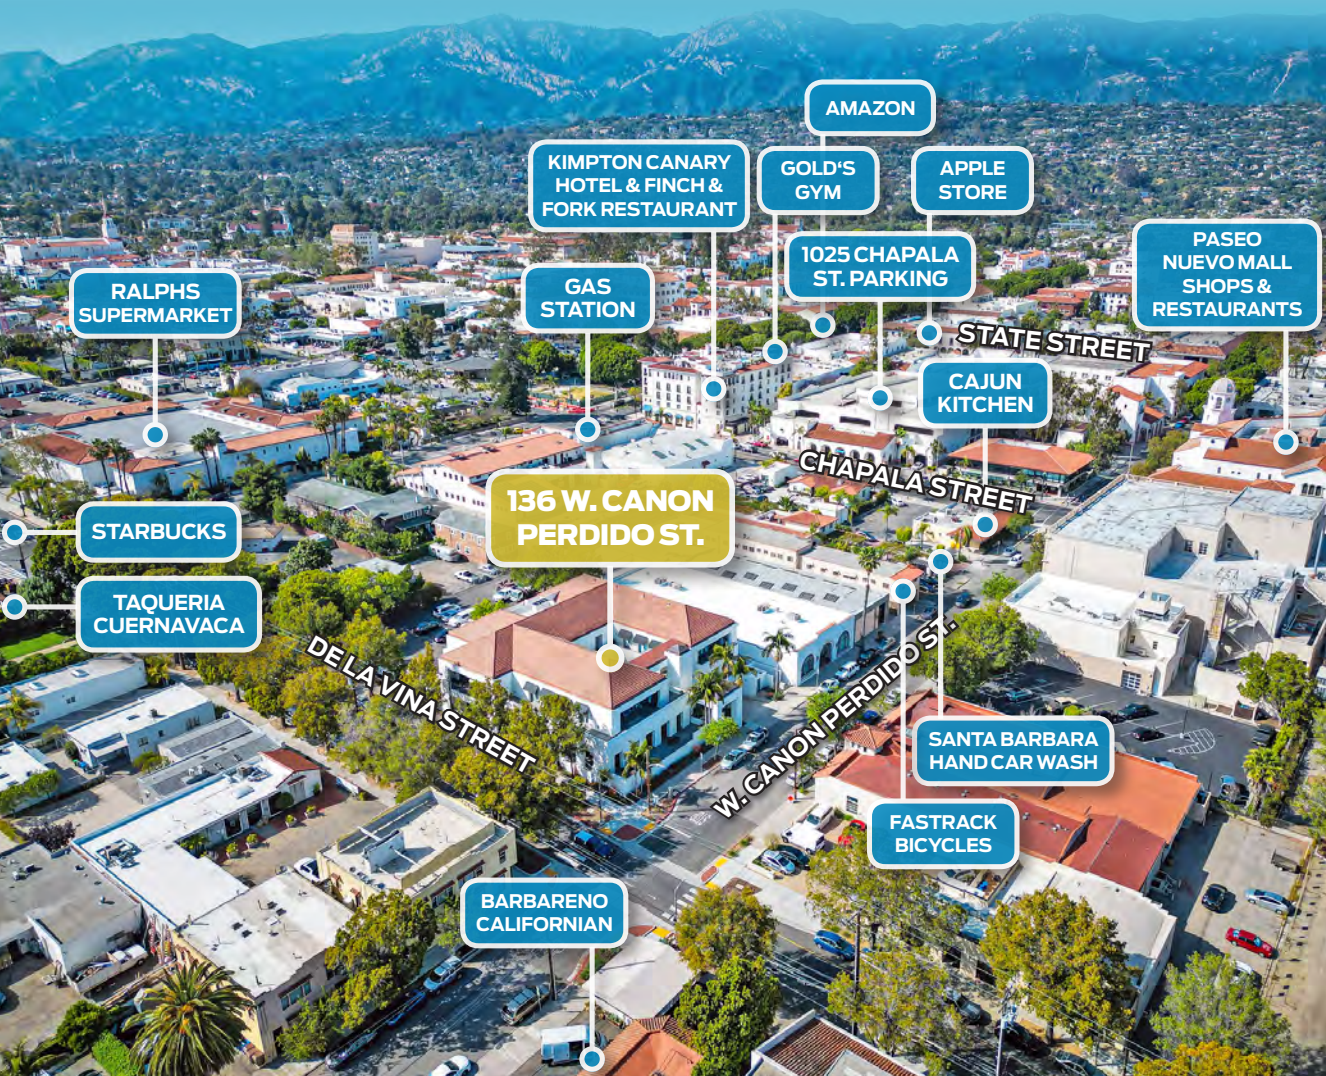 AMAZON
KIMPTON CANARY
HOTEL & FINCH &
FORK RESTAURANT
GOLD'S
GYM
APPLE
STORE
1025 CHAPALA
ST. PARKING
PASEO
NUEVO MALL
SHOPS &
RESTAURANTS
RALPHS
SUPERMARKET
GAS
STATION
STATE STREET
CAJUN
KITCHEN
CHAPALA STREET
136 W. CANON
PERDIDO ST.
STARBUCKS
TAQUERIA
CUERNAVACA
DE LA VINA STREET
W. CANON PERDIDO ST.
SANTA BARBARA
HAND CAR WASH
FASTRACK
BICYCLES
BARBARENO
CALIFORNIAN